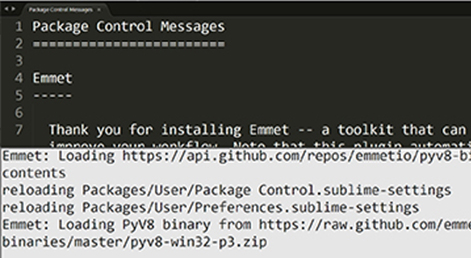 Package Control Messages ×
1 Package Control Messages
2 ========================
3
4 Emmet
5 -----
6
7 Thank you for installing Emmet -- a toolkit that can
improve your workflow. Note that this plugin automati
Emmet: Loading https://api.github.com/repos/emmetio/pyv8-bi
contents
reloading Packages/User/Package Control.sublime-settings
reloading Packages/User/Preferences.sublime-settings
Emmet: Loading PyV8 binary from https://raw.github.com/emme
binaries/master/pyv8-win32-p3.zip